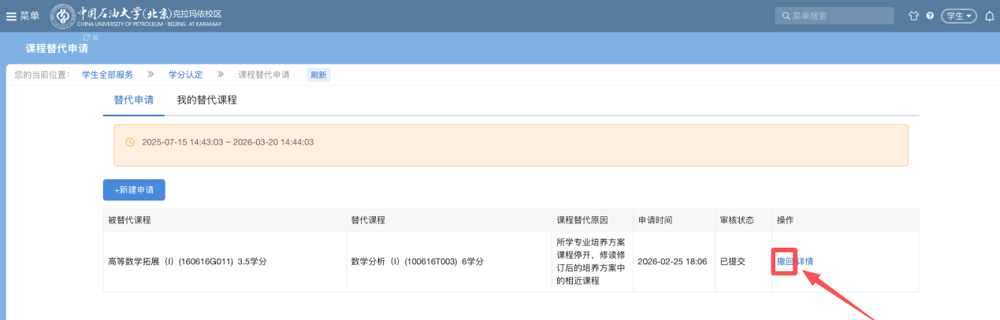 菜单
中国石油大学(北京)克拉玛依校区
CHINA UNIVERSITY OF PETROLEUM - BEIJING AT KARAMAY
菜单搜索
学生
课程替代申请
您的当前位置: 学生全部服务 学分认定 课程替代申请 刷新
替代申请 我的替代课程
2025-07-15 14:43:03 ~ 2026-03-20 14:44:03
+新建申请
被替代课程 替代课程 课程替代原因 申请时间 审核状态 操作
高等数学拓展（I）(160616G011) 3.5学分
数学分析（I）(100616T003) 6学分
所学专业培养方案
课程停开，修读修
订后的培养方案中
的相近课程
2026-02-25 18:06
已提交
撤回 详情